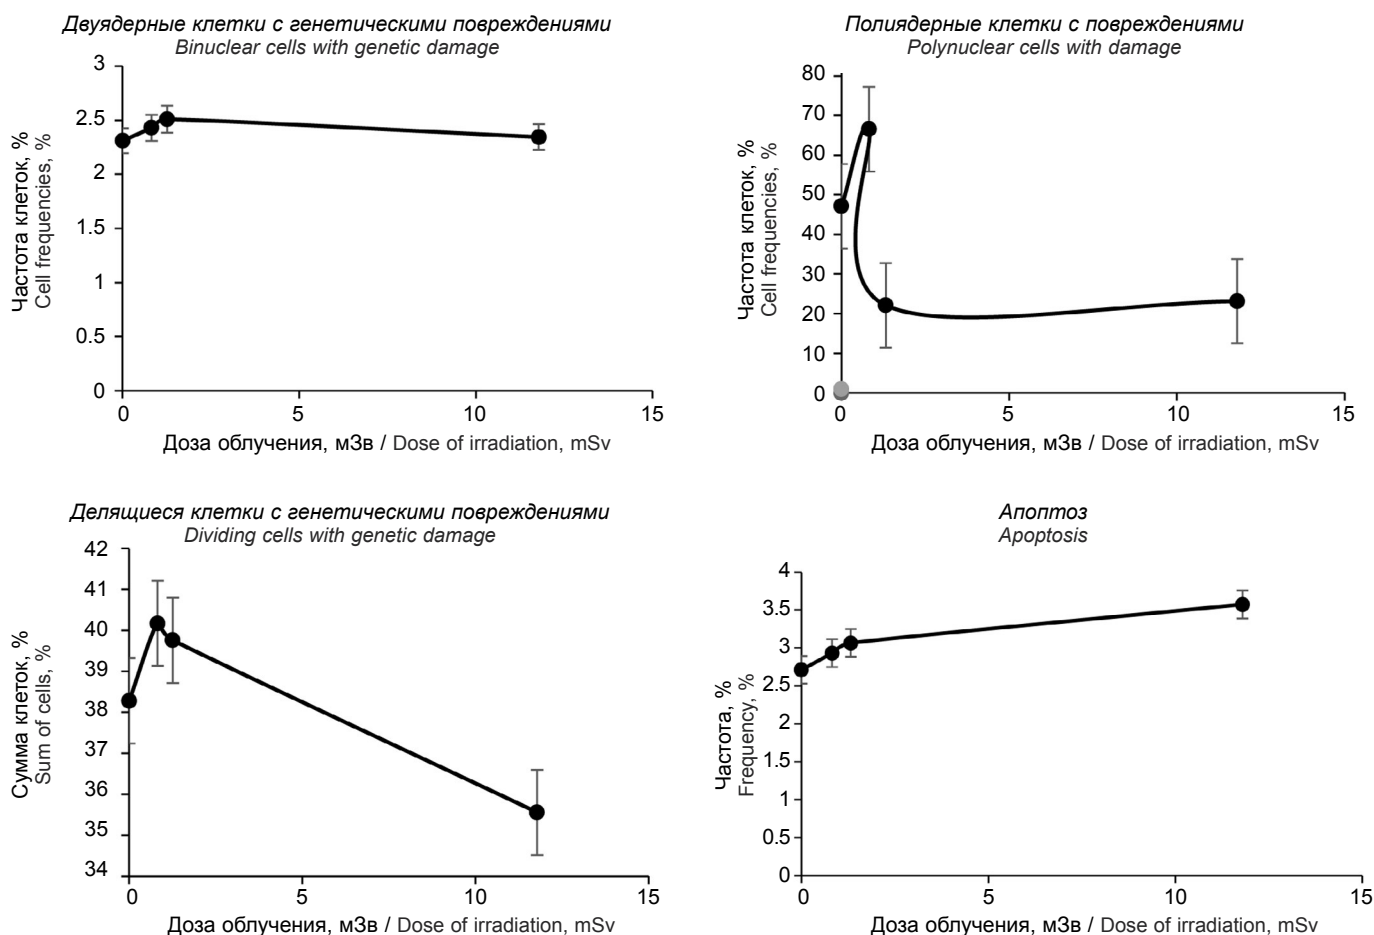 Двуядерные клетки с генетическими повреждениями
Binuclear cells with genetic damage
Частота клеток, %
Cell frequencies, %
3
2.5
2
1.5
1
0.5
0
0 5 10 15
Доза облучения, мЗв / Dose of irradiation, mSv
Полиядерные клетки с повреждениями
Polynuclear cells with damage
Частота клеток, %
Cell frequencies, %
80
70
60
50
40
30
20
10
0
0 5 10 15
Доза облучения, мЗв / Dose of irradiation, mSv
Делящиеся клетки с генетическими повреждениями
Dividing cells with genetic damage
Сумма клеток, %
Sum of cells, %
42
41
40
39
38
37
36
35
34
0 5 10 15
Доза облучения, мЗв / Dose of irradiation, mSv
Апоптоз
Apoptosis
Частота, %
Frequency, %
4
3.5
3
2.5
2
1.5
1
0.5
0
0 5 10 15
Доза облучения, мЗв / Dose of irradiation, mSv